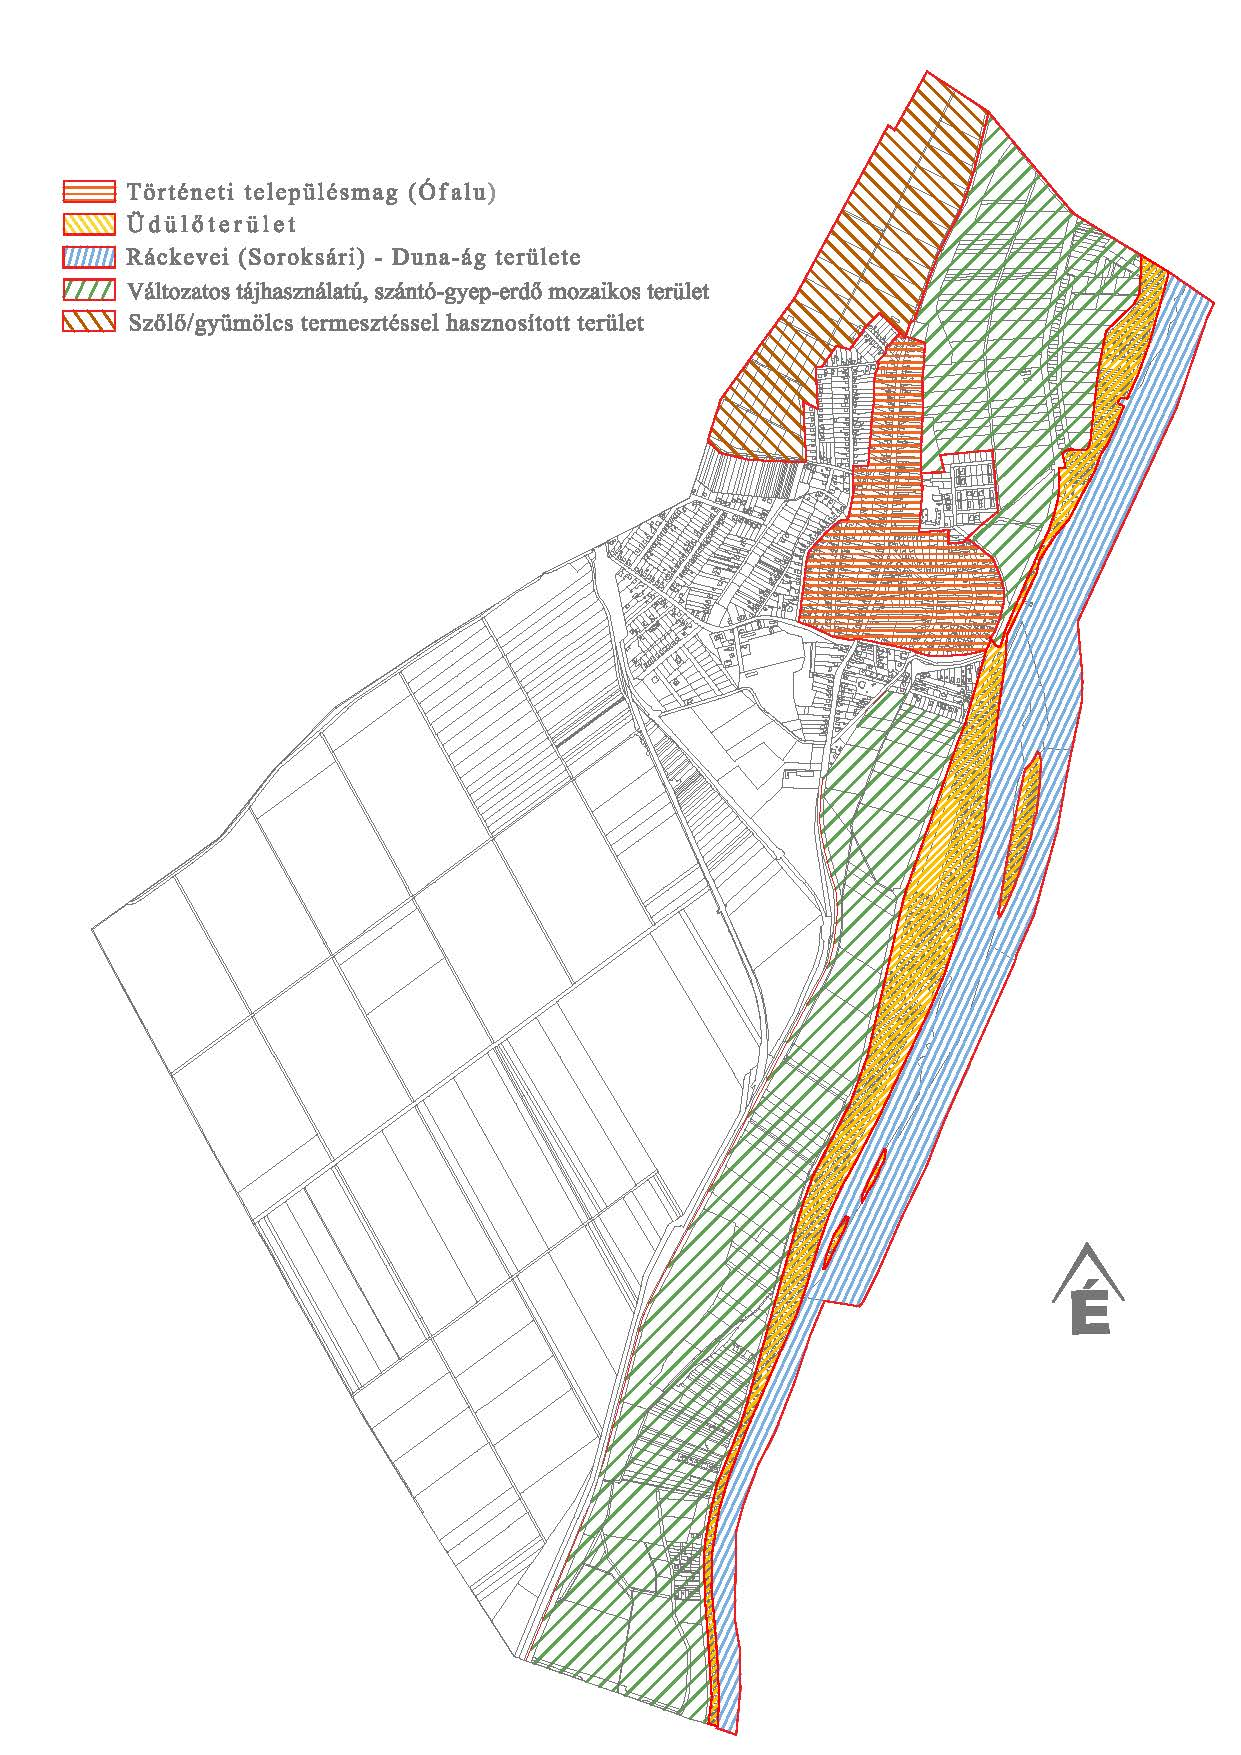 Történeti településmag (Ófalu)
Üdülőterület
Ráckevei (Soroksári) - Duna-ág területe
Változatos tájhasználatú, szántó-gyep-erdő mozaikos terület
Szőlő/gyümölcs termesztéssel hasznosított terület
É